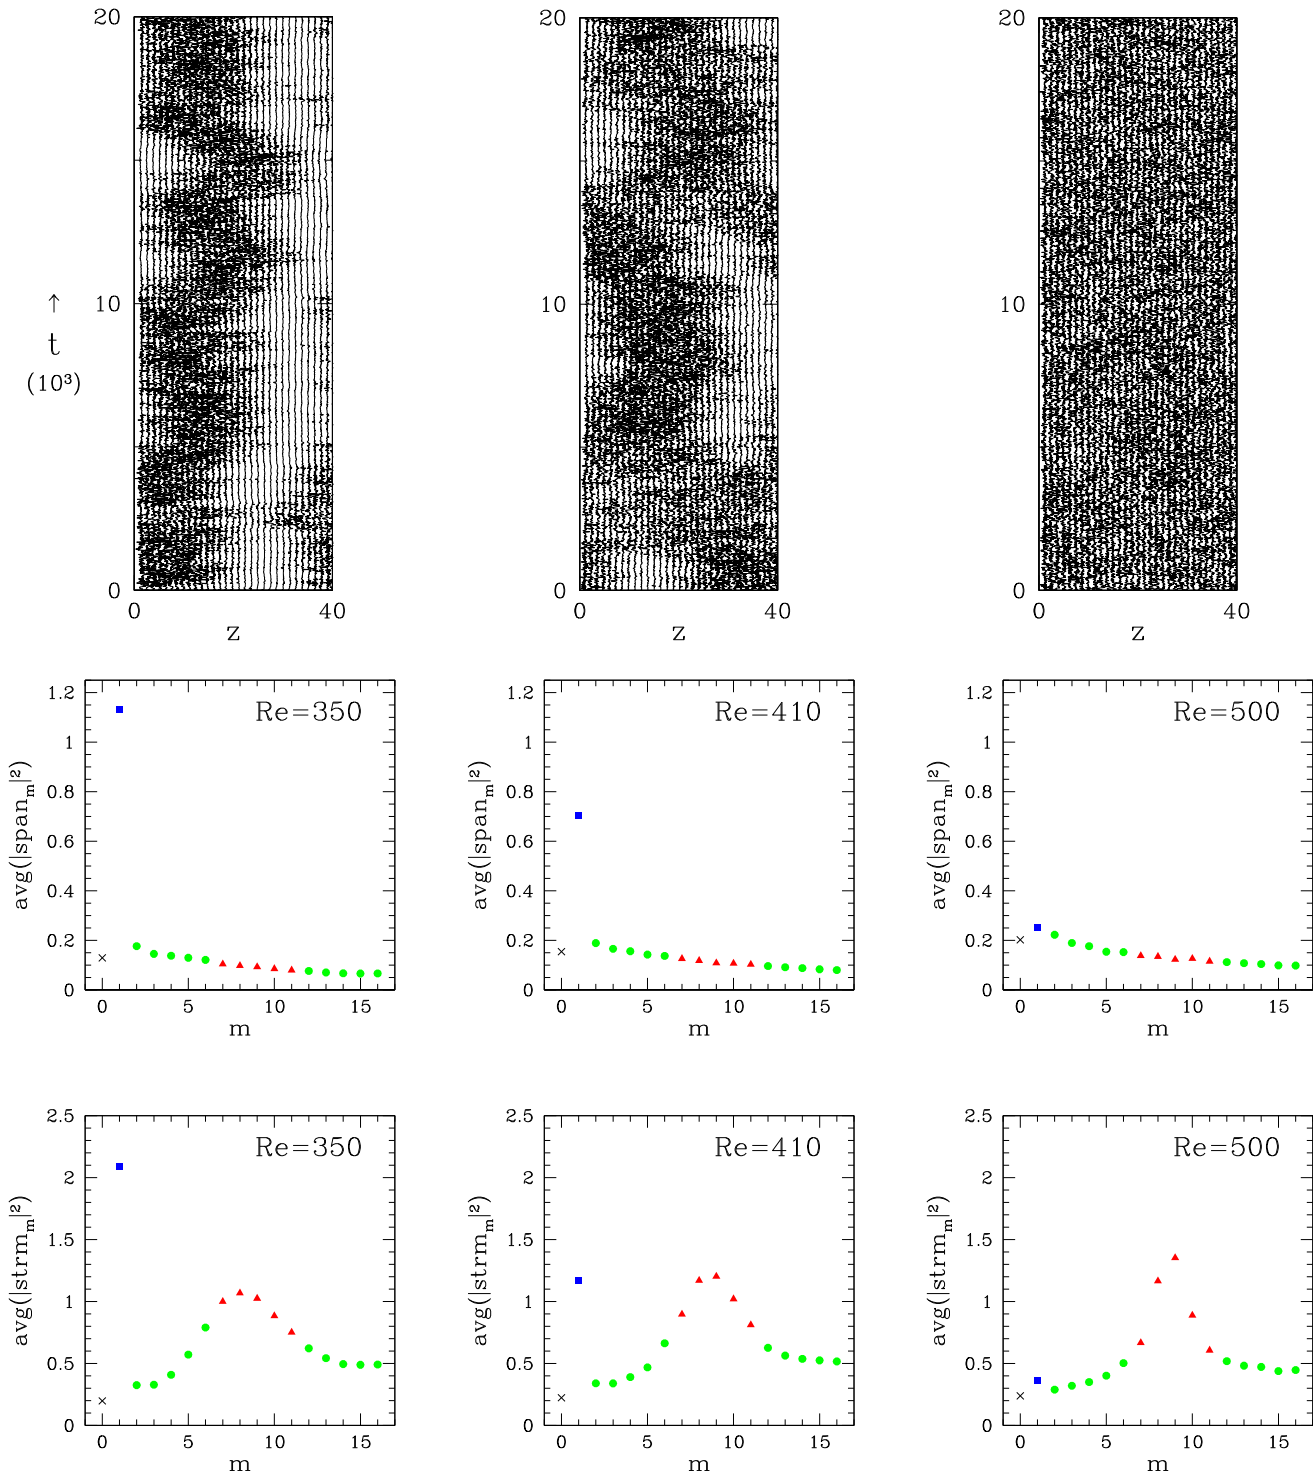 20 20 20
10 10 10
↑
t
(10³)
0 0 0
0 40 0 40 0 40
z z z
Re=350 Re=410 Re=500
avg(|span_m|²) avg(|span_m|²) avg(|span_m|²)
1.2 1.2 1.2
1 1 1
0.8 0.8 0.8
0.6 0.6 0.6
0.4 0.4 0.4
0.2 0.2 0.2
0 0 0
0 5 10 15 0 5 10 15 0 5 10 15
m m m
Re=350 Re=410 Re=500
avg(|strm_m|²) avg(|strm_m|²) avg(|strm_m|²)
2.5 2.5 2.5
2 2 2
1.5 1.5 1.5
1 1 1
0.5 0.5 0.5
0 0 0
0 5 10 15 0 5 10 15 0 5 10 15
m m m